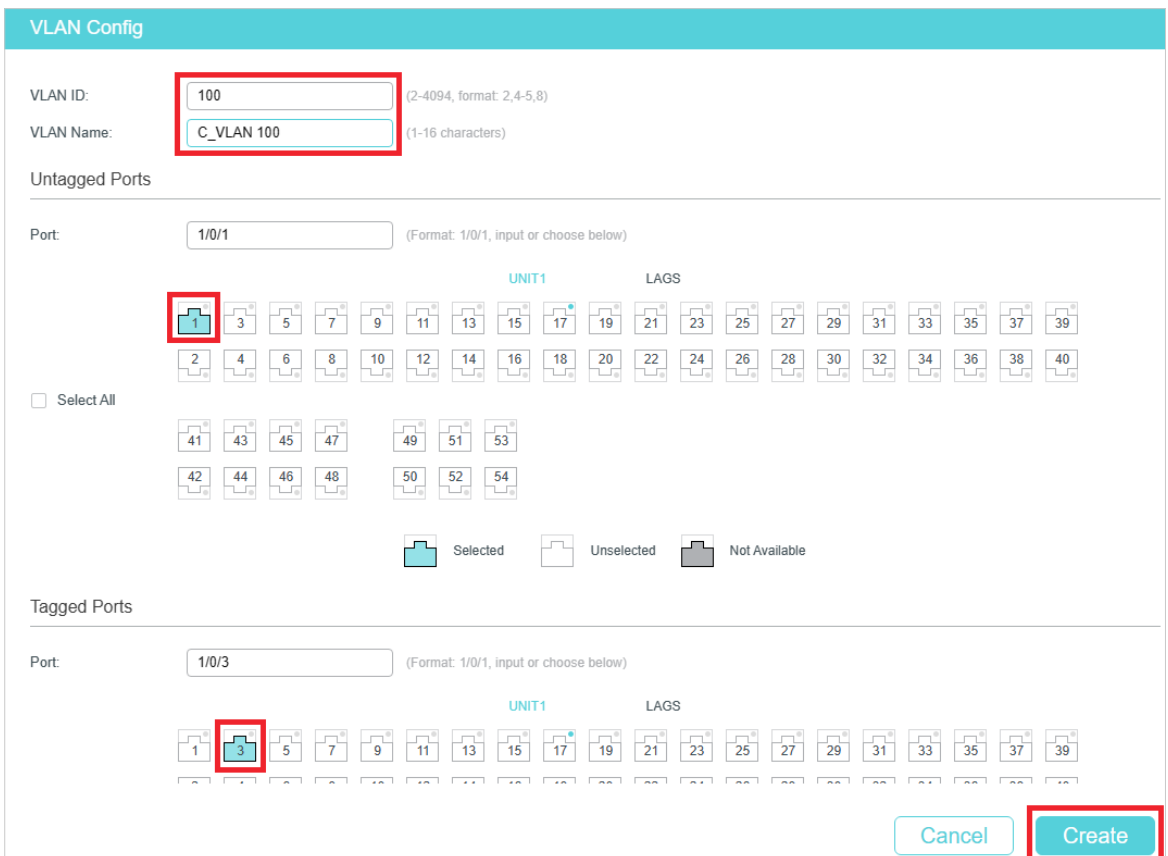 VLAN Config
VLAN ID: 100 (2-4094, format: 2,4-5,8)
VLAN Name: C_VLAN 100 (1-16 characters)
Untagged Ports
Port: 1/0/1 (Format: 1/0/1, input or choose below)
UNIT1 LAGS
1 3 5 7 9 11 13 15 17 19 21 23 25 27 29 31 33 35 37 39
2 4 6 8 10 12 14 16 18 20 22 24 26 28 30 32 34 36 38 40
Select All
41 43 45 47 49 51 53
42 44 46 48 50 52 54
Selected Unselected Not Available
Tagged Ports
Port: 1/0/3 (Format: 1/0/1, input or choose below)
UNIT1 LAGS
1 3 5 7 9 11 13 15 17 19 21 23 25 27 29 31 33 35 37 39
Cancel Create